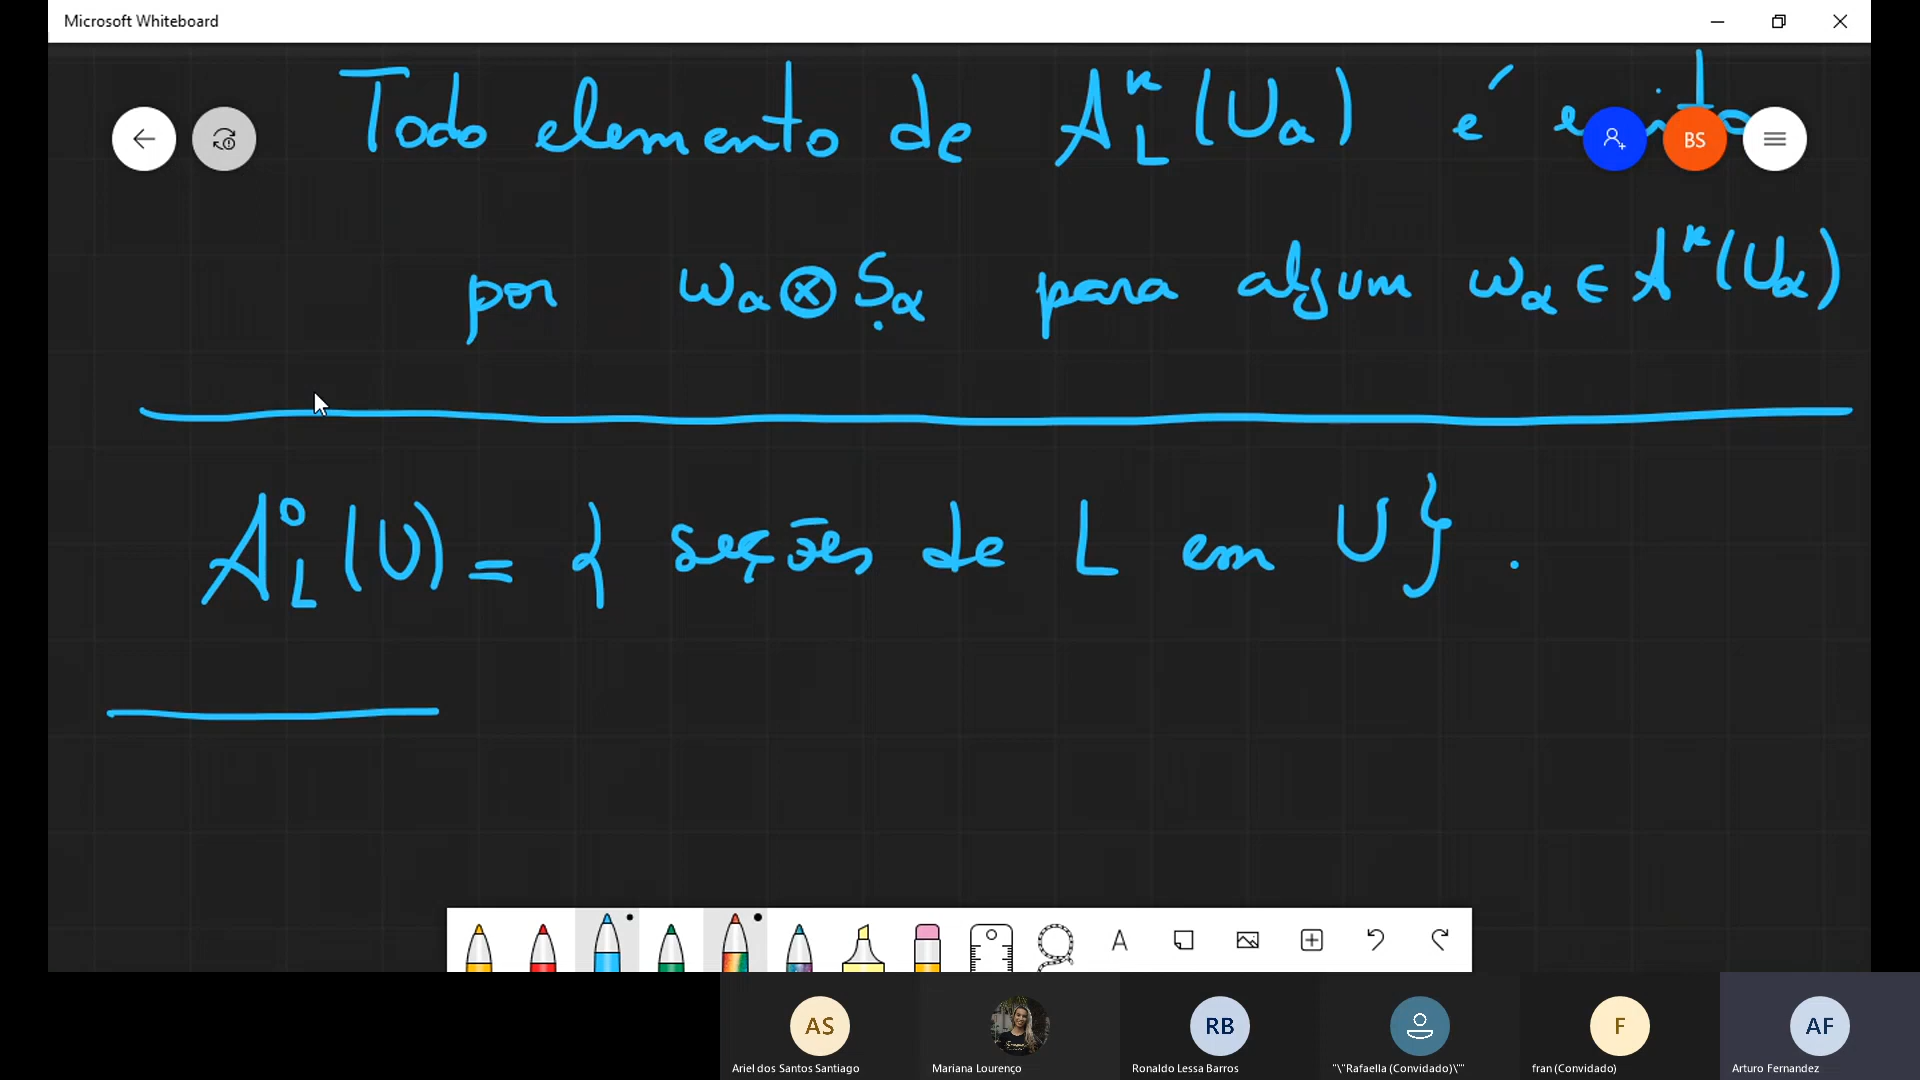 Microsoft Whiteboard
Todo elemento de A^k_L(U_α) é
BS
por ω_α ⊗ S_α para algum ω_α ∈ A^k(U_α)
A^0_L(U) = { seções de L em U } .
A
AS
RB
F
AF
Ariel dos Santos Santiago
Mariana Lourenço
Ronaldo Lessa Barros
"\"Rafaella (Convidado)\""
fran (Convidado)
Arturo Fernandez